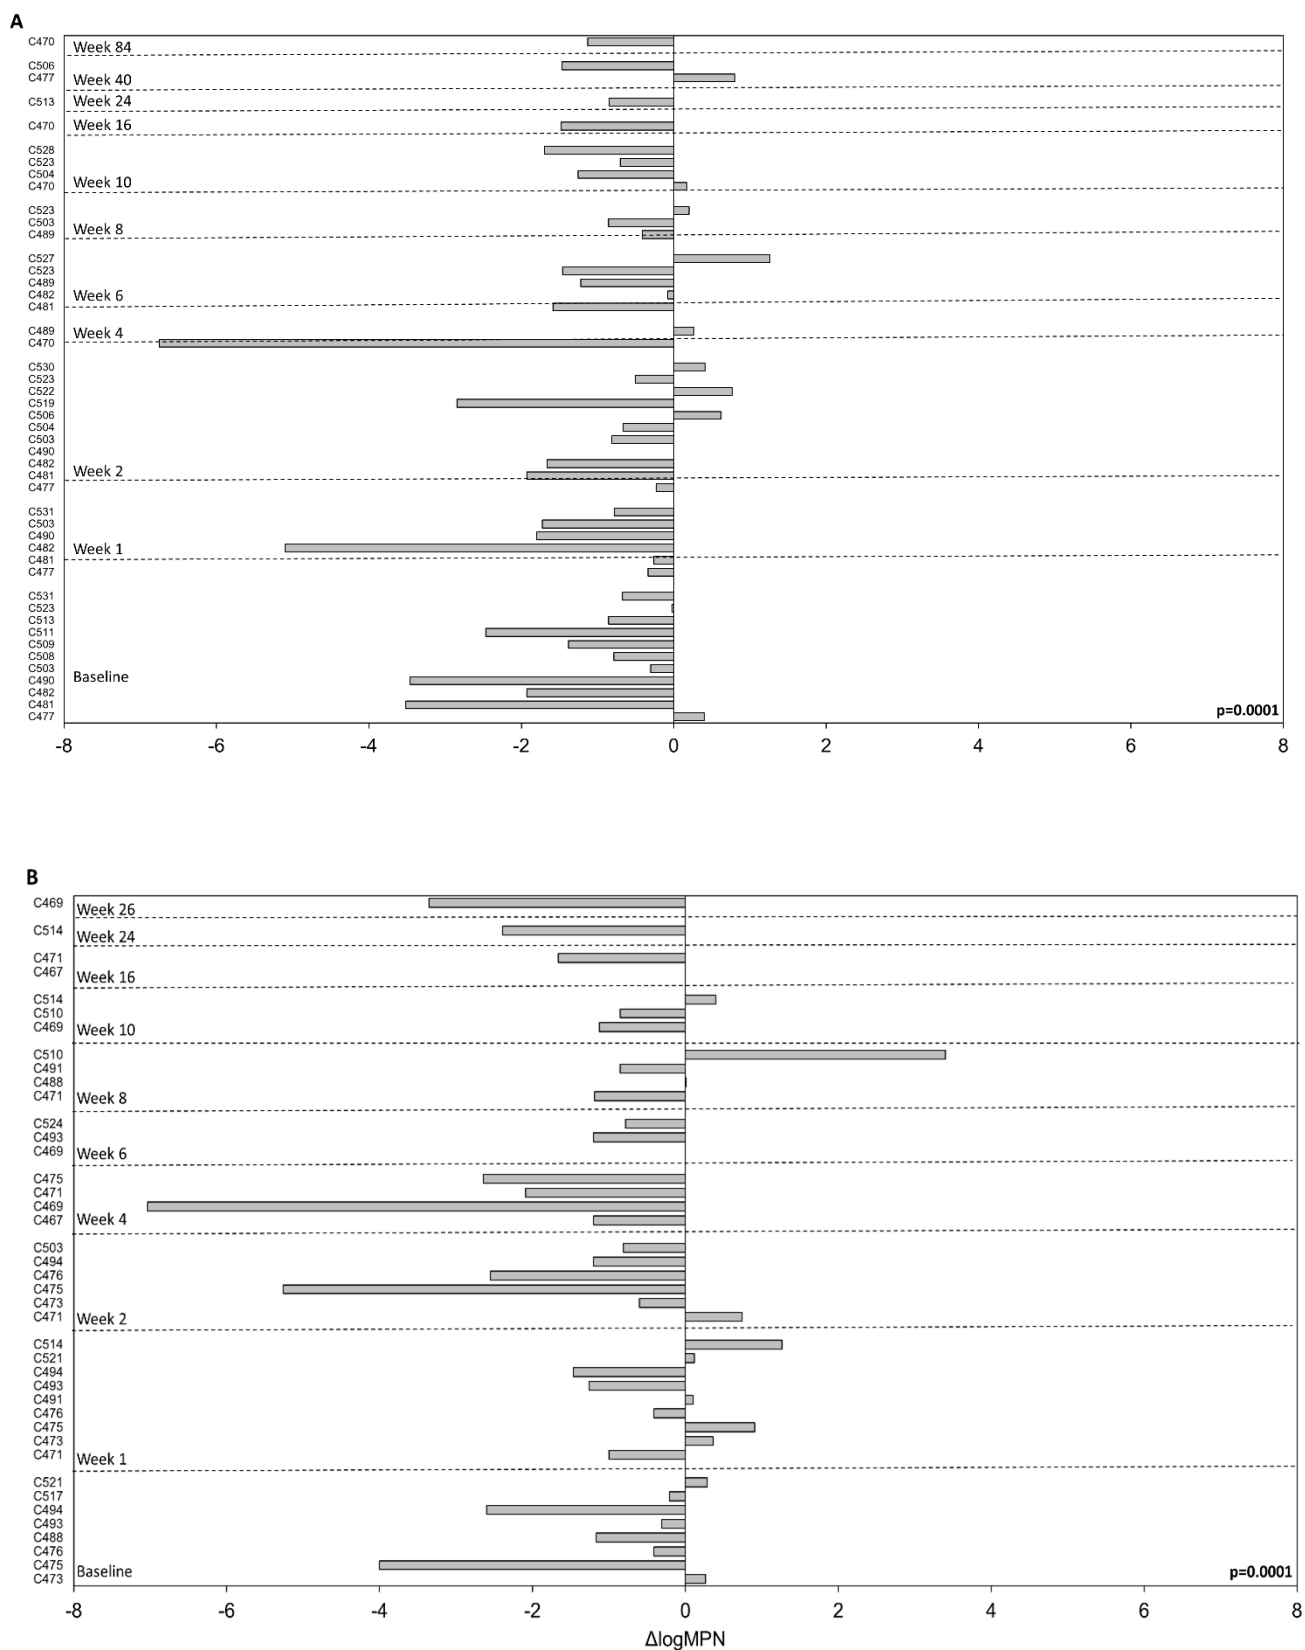 A
C470
Week 84
C506
C477
Week 40
C513
Week 24
C470
Week 16
C528
C523
C504
C470
Week 10
C523
C503
C489
Week 8
C527
C523
C489
C482
Week 6
C481
C489
Week 4
C470
C530
C523
C522
C519
C506
C504
C503
C490
C482
Week 2
C481
C477
C531
C503
C490
C482
Week 1
C481
C477
C531
C523
C513
C511
C509
C508
C503
Baseline
C490
C482
C481
C477
p=0.0001
-8 -6 -4 -2 0 2 4 6 8
B
C469
Week 26
C514
Week 24
C471
C467
Week 16
C514
C510
C469
Week 10
C510
C491
C488
C471
Week 8
C524
C493
C469
Week 6
C475
C471
C469
C467
Week 4
C503
C494
C476
C475
C473
C471
Week 2
C514
C521
C494
C493
C491
C476
C475
C473
C471
Week 1
C521
C517
C494
C493
C488
C476
C475
Baseline
p=0.0001
C473
-8 -6 -4 -2 0 2 4 6 8
ΔlogMPN